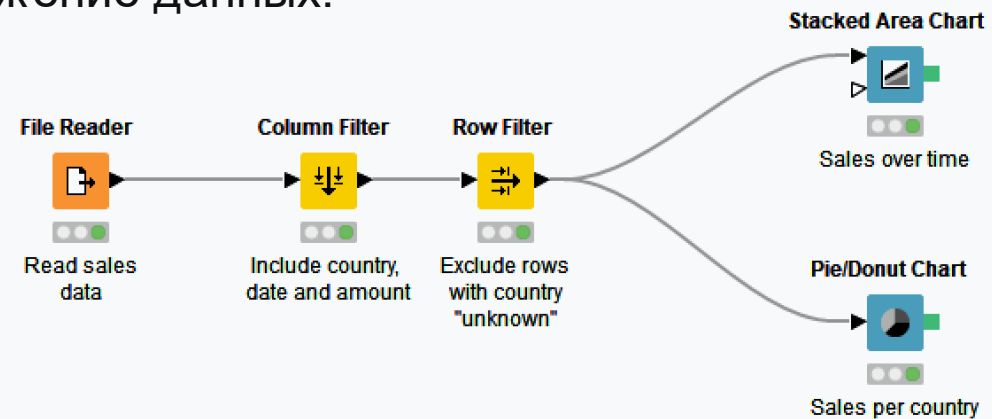 данных.
Stacked Area Chart
File Reader
Column Filter
Row Filter
Sales over time
Read sales
data
Include country,
date and amount
Exclude rows
with country
"unknown"
Pie/Donut Chart
Sales per country